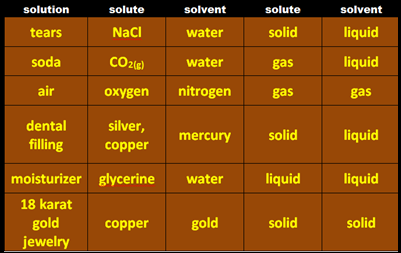 solution solute solvent solute solvent
tears NaCl water solid liquid
soda CO2(g) water gas liquid
air oxygen nitrogen gas gas
dental filling silver, copper mercury solid liquid
moisturizer glycerine water liquid liquid
18 karat gold jewelry copper gold solid solid